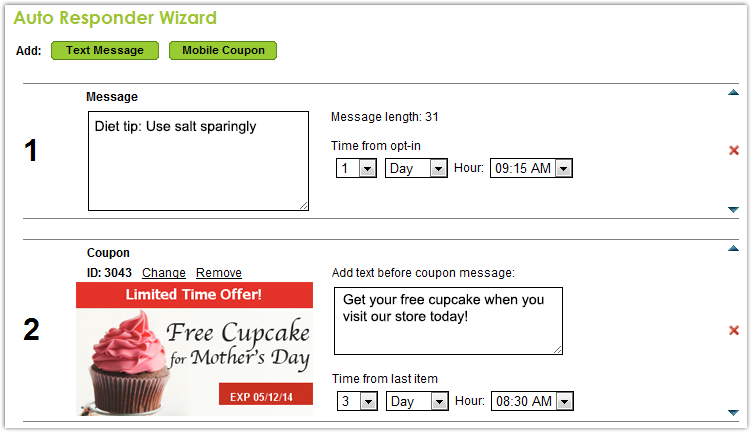 Auto Responder Wizard
Add: Text Message Mobile Coupon
1
Message
Diet tip: Use salt sparingly
Message length: 31
Time from opt-in
1 Day Hour: 09:15 AM
2
Coupon
ID: 3043 Change Remove
Limited Time Offer!
Free Cupcake
for Mother's Day
EXP 05/12/14
Add text before coupon message:
Get your free cupcake when you
visit our store today!
Time from last item
3 Day Hour: 08:30 AM